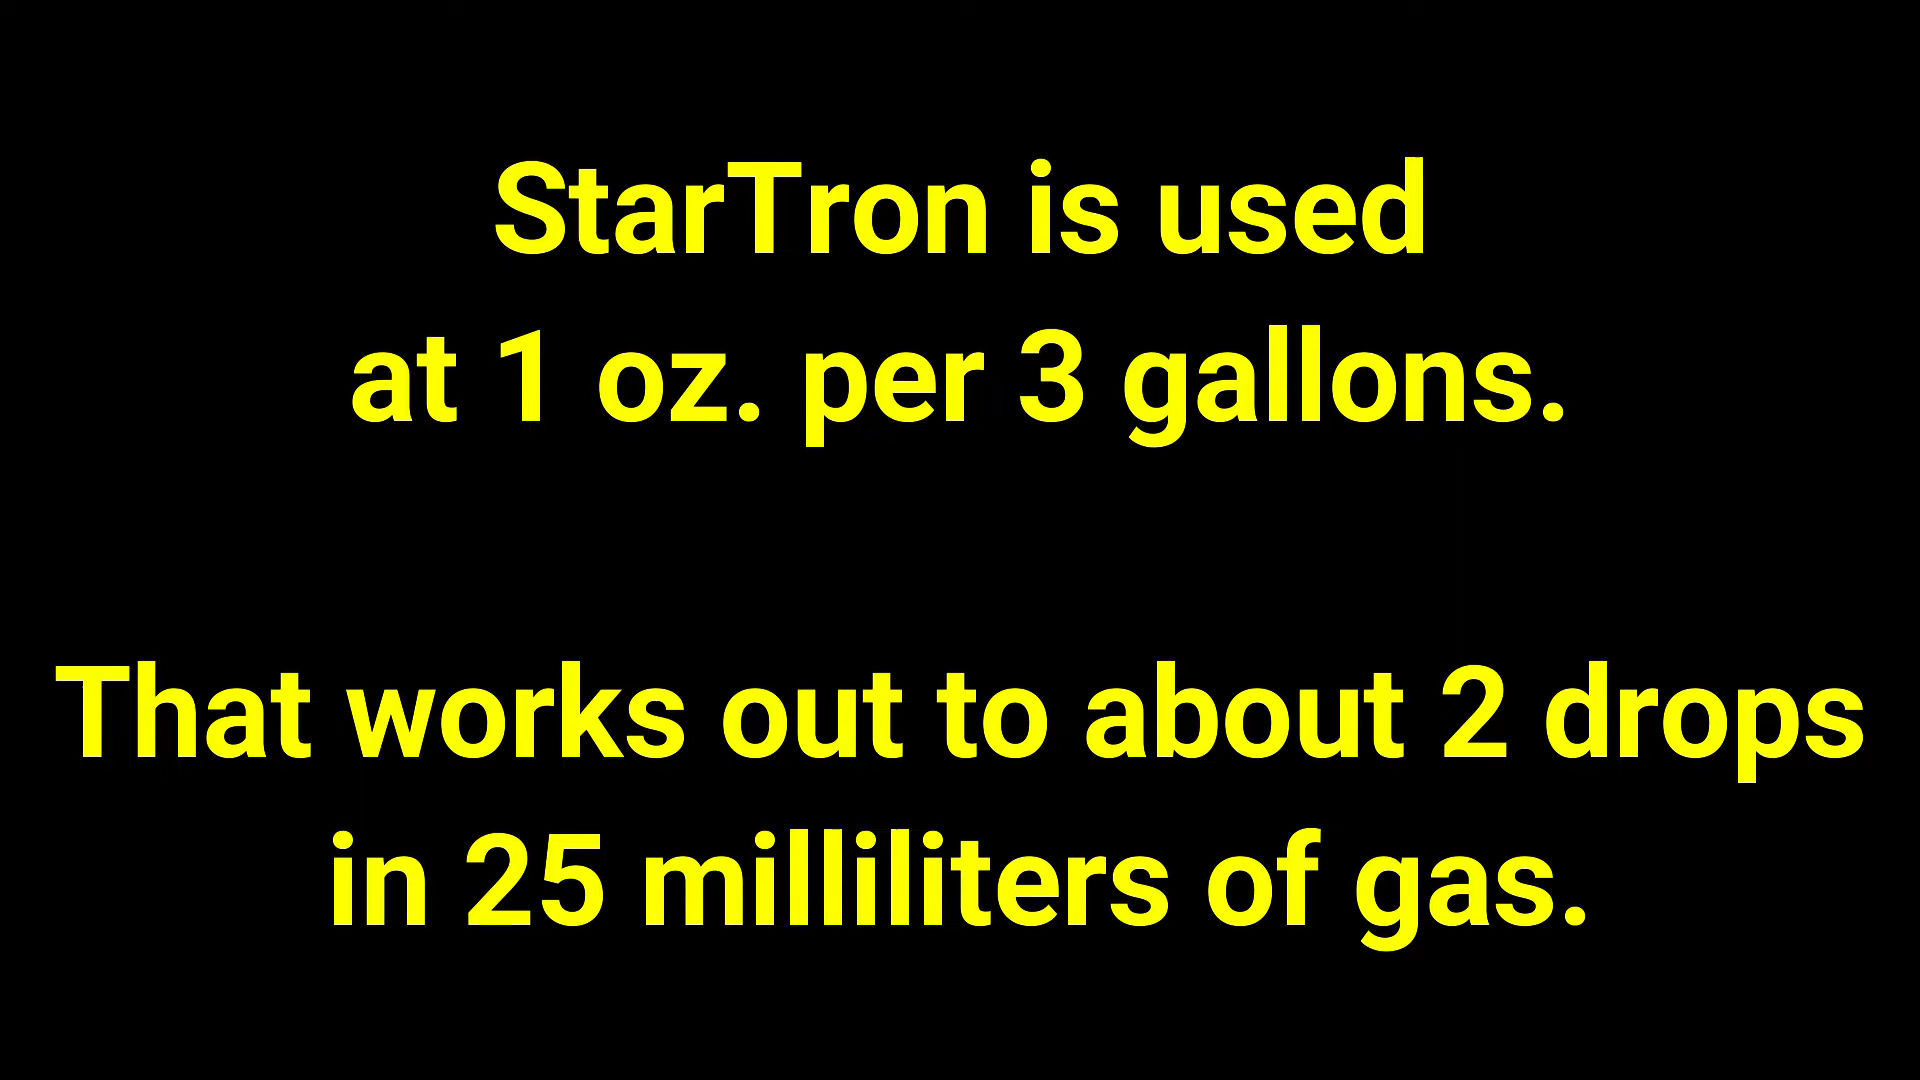 StarTron is used
at 1 oz. per 3 gallons.
That works out to about 2 drops
in 25 milliliters of gas.